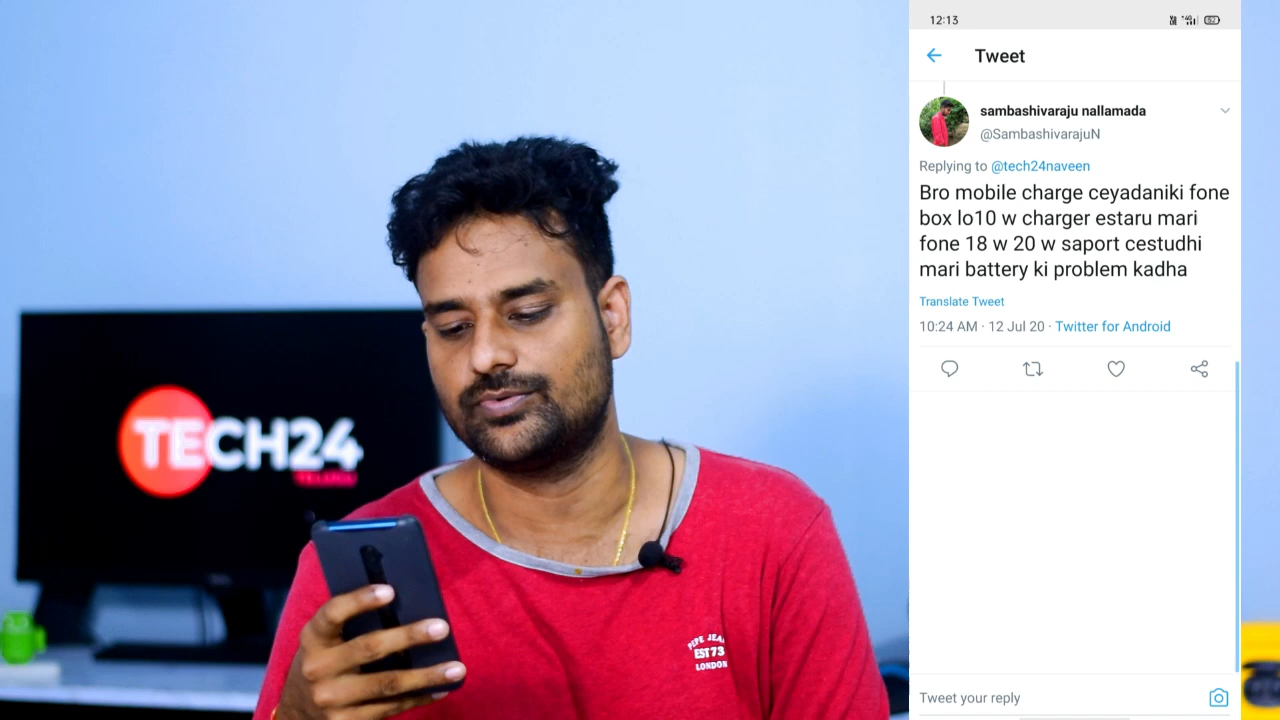 TECH24
TELUGU
PEPE JEA
EST73
LONDON
12:13
Tweet
sambashivaraju nallamada
@SambashivarajuN
Replying to @tech24naveen
Bro mobile charge ceyadaniki fone
box lo10 w charger estaru mari
fone 18 w 20 w saport cestudhi
mari battery ki problem kadha
Translate Tweet
10:24 AM · 12 Jul 20 · Twitter for Android
Tweet your reply